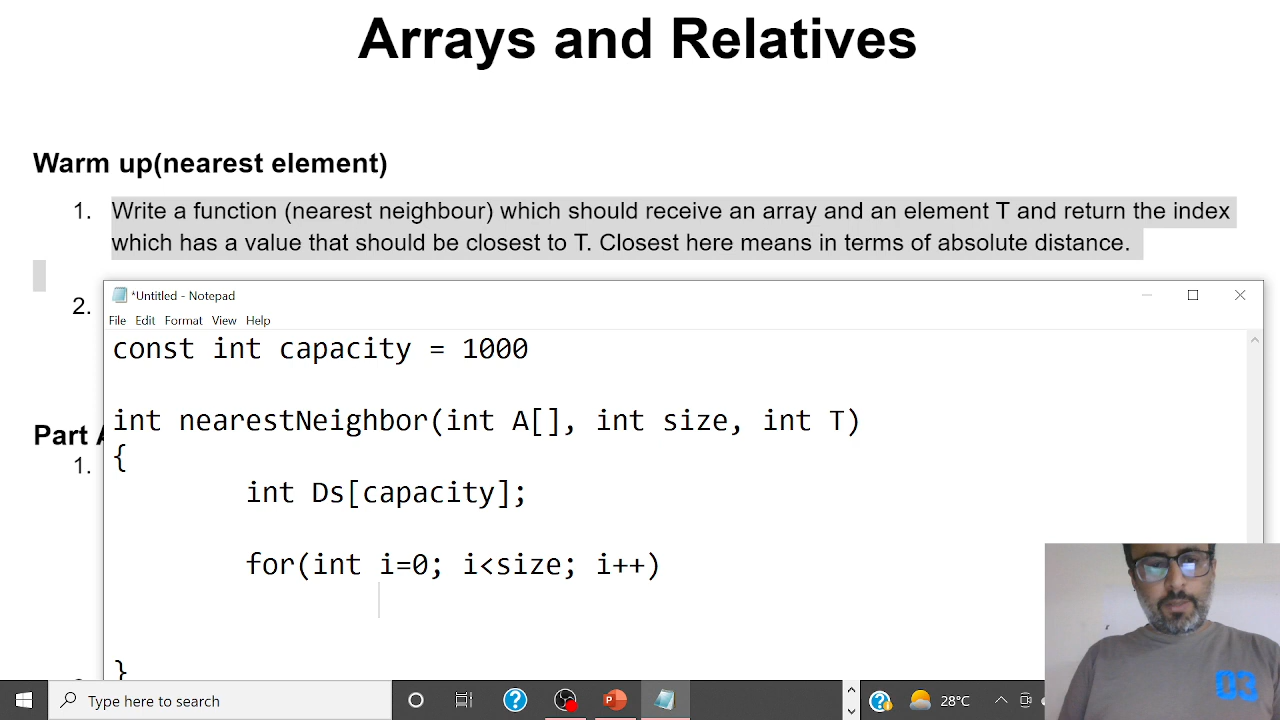 Arrays and Relatives
Warm up(nearest element)
1. Write a function (nearest neighbour) which should receive an array and an element T and return the index
which has a value that should be closest to T. Closest here means in terms of absolute distance.
2.
*Untitled - Notepad
File Edit Format View Help
const int capacity = 1000
int nearestNeighbor(int A[], int size, int T)
{
int Ds[capacity];
for(int i=0; i<size; i++)
}
Part
1.
03
Type here to search
28°C